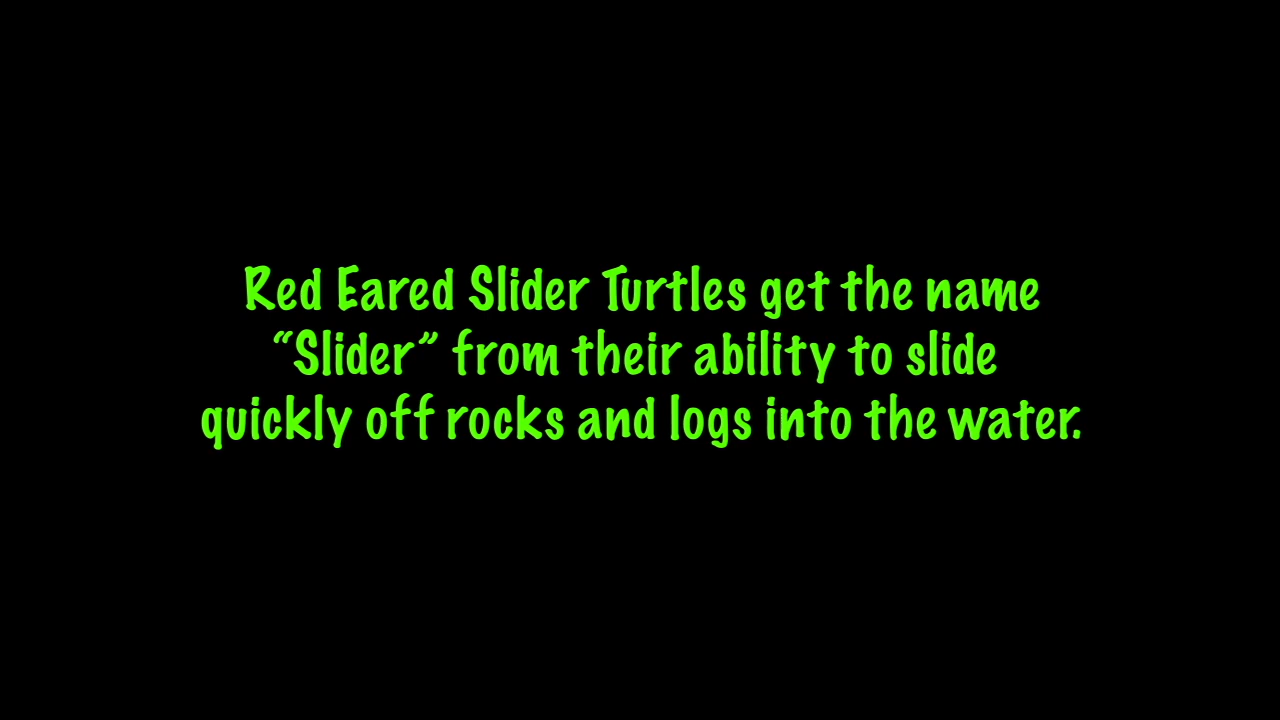 Red Eared Slider Turtles get the name
“Slider” from their ability to slide
quickly off rocks and logs into the water.